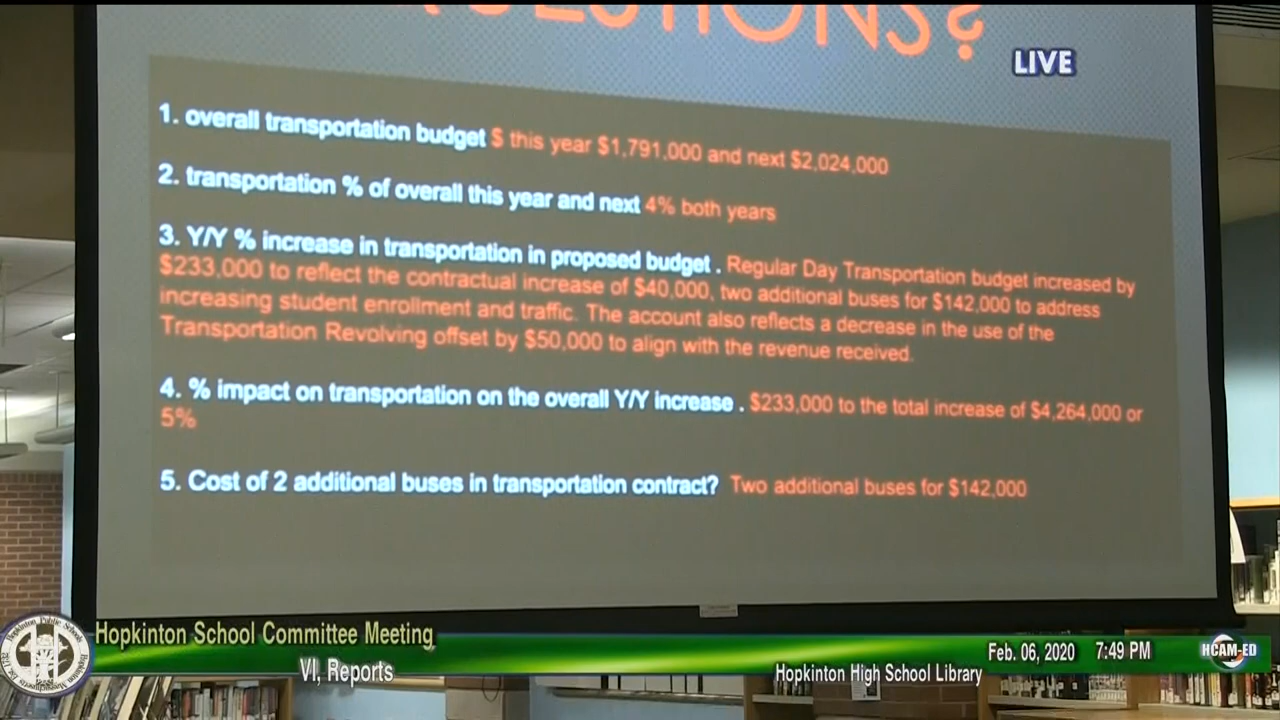 QUESTIONS?
LIVE
1. overall transportation budget $ this year $1,791,000 and next $2,024,000
2. transportation % of overall this year and next 4% both years
3. Y/Y % increase in transportation in proposed budget . Regular Day Transportation budget increased by
$233,000 to reflect the contractual increase of $40,000, two additional buses for $142,000 to address
increasing student enrollment and traffic. The account also reflects a decrease in the use of the
Transportation Revolving offset by $50,000 to align with the revenue received.
4. % impact on transportation on the overall Y/Y increase . $233,000 to the total increase of $4,264,000 or
5%
5. Cost of 2 additional buses in transportation contract? Two additional buses for $142,000
Hopkinton School Committee Meeting
VI, Reports
Feb. 06, 2020 7:49 PM
Hopkinton High School Library
HCAM-ED
Hopkinton Public Schools